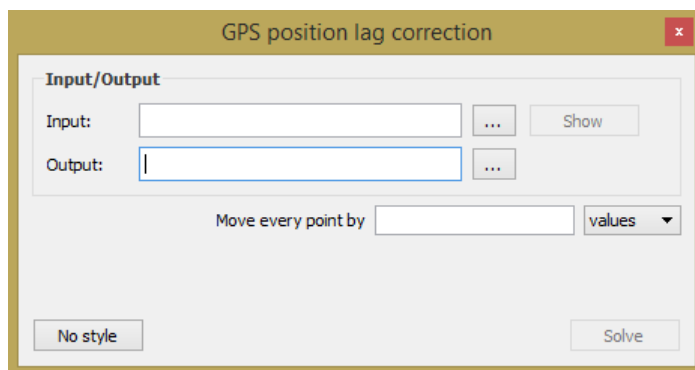 GPS position lag correction
x
Input/Output
Input:
...
Show
Output:
...
Move every point by
values
No style
Solve